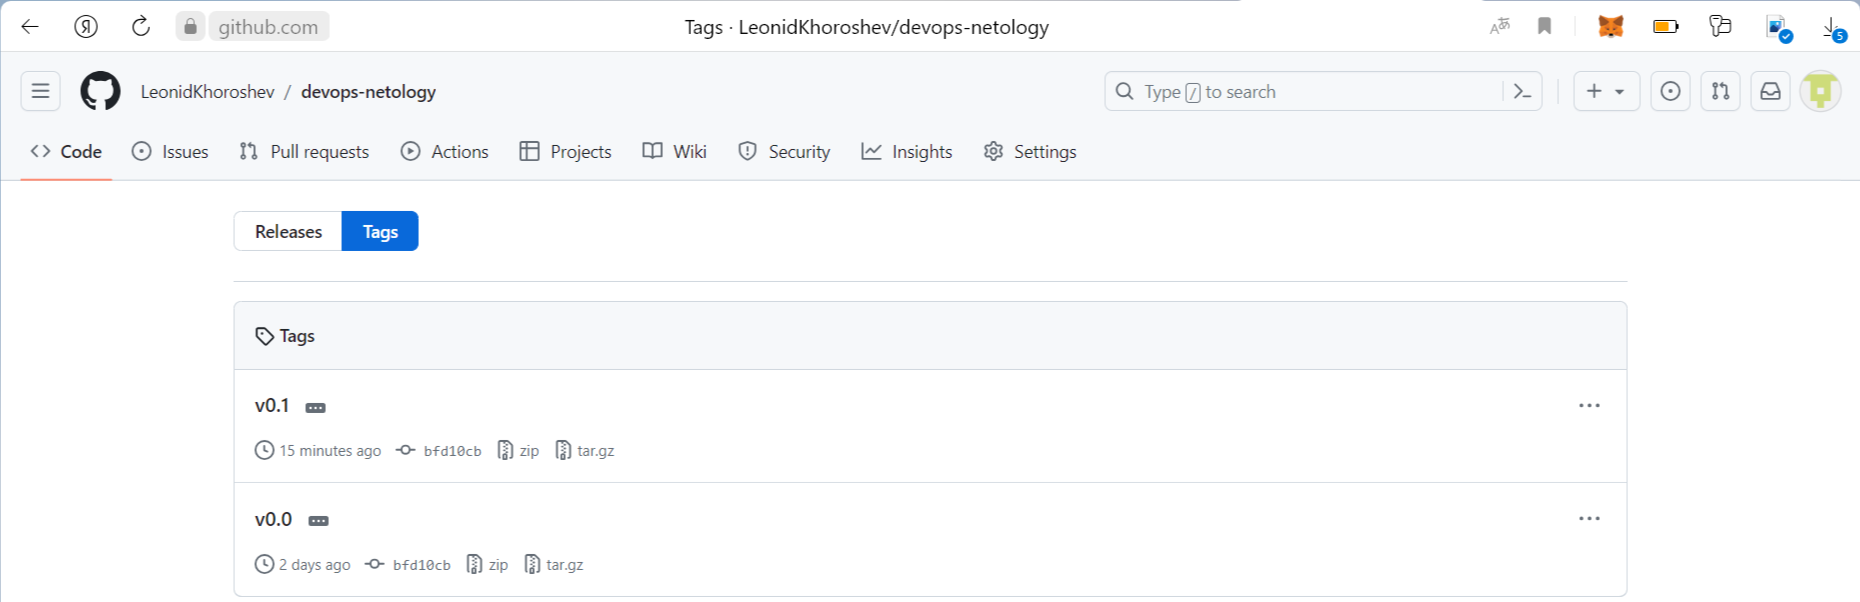 Я github.com Tags · LeonidKhoroshev/devops-netology Aあ 5
LeonidKhoroshev / devops-netology Type / to search
Code Issues Pull requests Actions Projects Wiki Security Insights Settings
Releases Tags
Tags
v0.1
15 minutes ago bfd10cb zip tar.gz
v0.0
2 days ago bfd10cb zip tar.gz